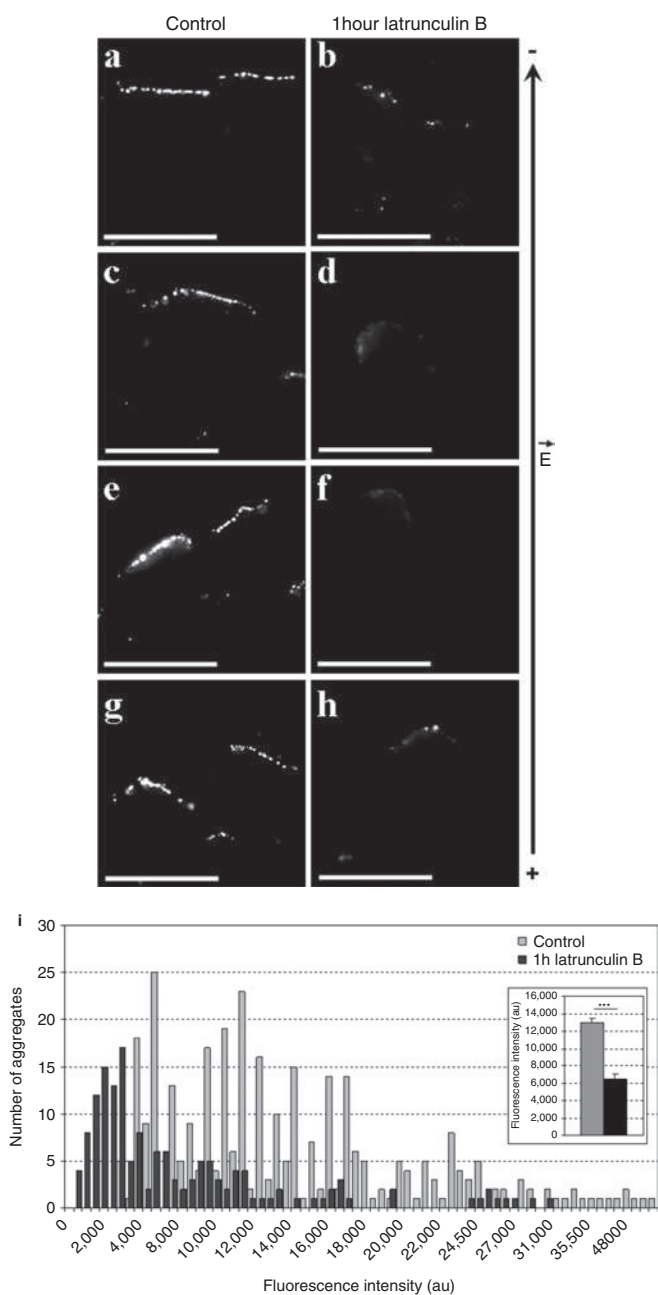 Control 1hour latrunculin B
a b -
c d
E
e f
g h
+
i
30
25
20
15
10
5
0
Number of aggregates
Control
1h latrunculin B
16,000
14,000
12,000
10,000
8,000
6,000
4,000
2,000
0
Fluorescence intensity (au)
***
0 2,000 4,000 8,000 10,000 12,000 14,000 16,000 18,000 20,000 22,000 24,500 27,000 31,000 35,500 48000
Fluorescence intensity (au)